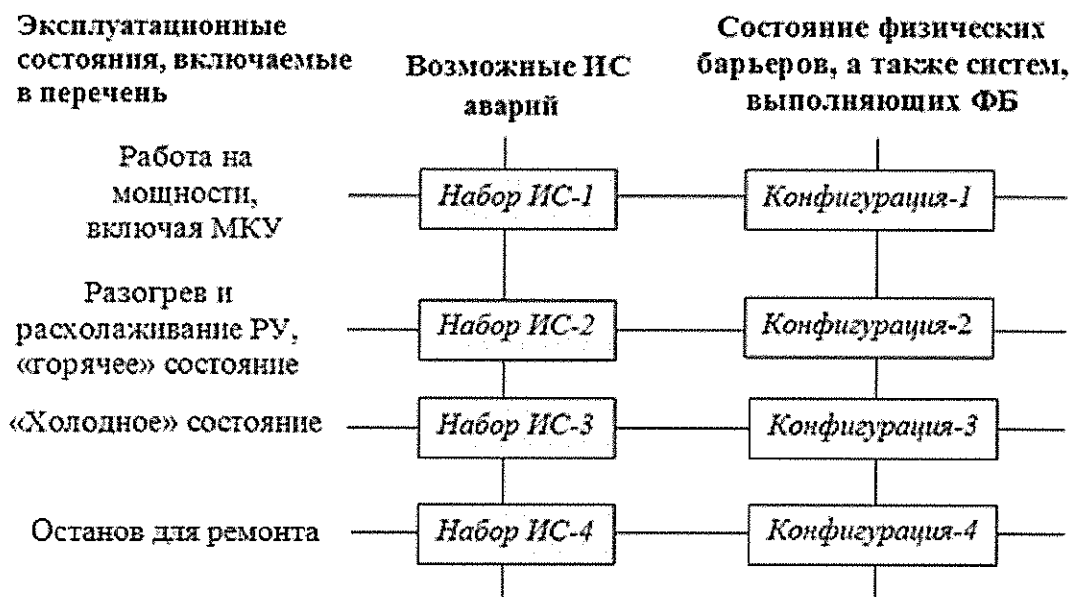 Эксплуатационные
состояния, включаемые
в перечень
Возможные ИС
аварий
Состояние физических
барьеров, а также систем,
выполняющих ФБ
Работа на
мощности,
включая МКУ
Набор ИС-1
Конфигурация-1
Разогрев и
расхолаживание РУ,
«горячее» состояние
Набор ИС-2
Конфигурация-2
«Холодное» состояние
Набор ИС-3
Конфигурация-3
Останов для ремонта
Набор ИС-4
Конфигурация-4